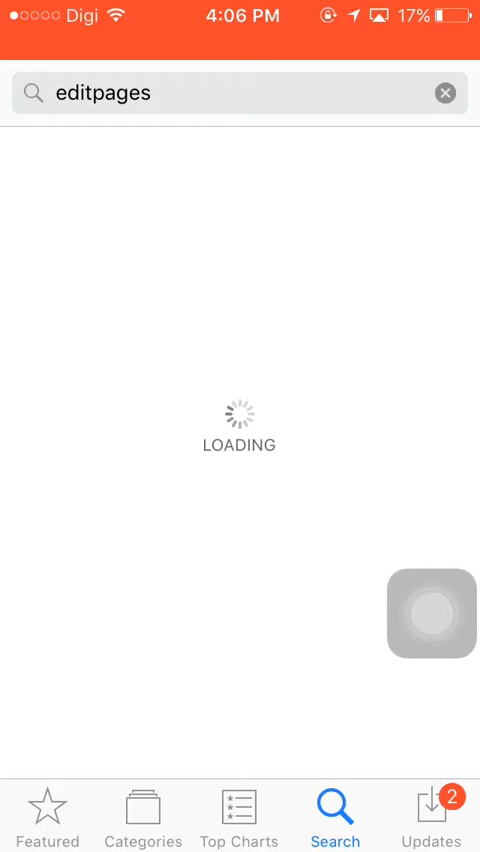 Digi 4:06 PM 17%
editpages
LOADING
Featured Categories Top Charts Search Updates
2